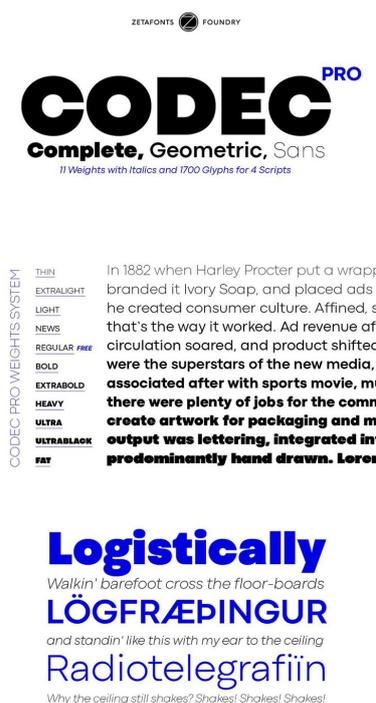 ZETAFONTS FOUNDRY
CODEC PRO
Complete, Geometric, Sans
11 Weights with Italics and 1700 Glyphs for 4 Scripts
CODEC PRO WEIGHTS SYSTEM
THIN In 1882 when Harley Procter put a wrapp
EXTRALIGHT branded it Ivory Soap, and placed ads
LIGHT he created consumer culture. Affined, s
NEWS that`s the way it worked. Ad revenue af
REGULAR FREE circulation soared, and product shifted
BOLD were the superstars of the new media,
EXTRABOLD associated after with sports movie, mu
HEAVY there were plenty of jobs for the comm
ULTRA create artwork for packaging and m
ULTRABLACK output was lettering, integrated int
FAT predominantly hand drawn. Lorem
Logistically
Walkin' barefoot cross the floor-boards
LÖGFRÆÞINGUR
and standin' like this with my ear to the ceiling
Radiotelegrafiïn
Why the ceiling still shakes? Shakes! Shakes! Shakes!